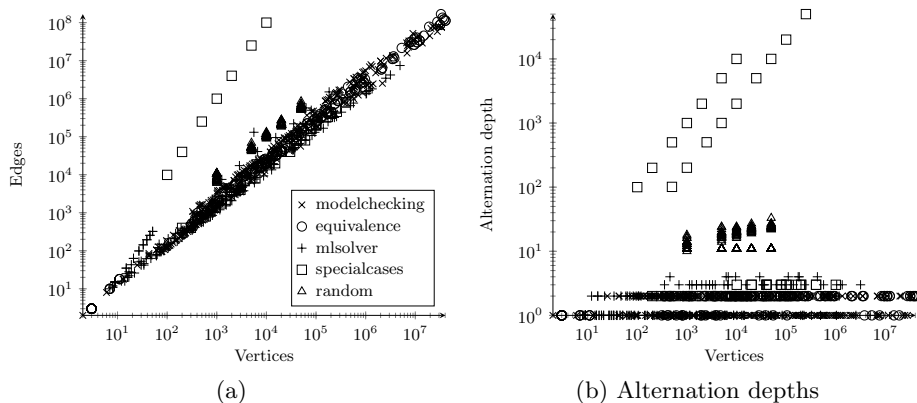 10^8
10^7
10^6
10^5
10^4
10^3
10^2
10^1
Edges
10^1 10^2 10^3 10^4 10^5 10^6 10^7
Vertices
modelchecking
equivalence
mlsolver
specialcases
random
(a)
10^4
10^3
10^2
10^1
10^0
Alternation depth
10^1 10^2 10^3 10^4 10^5 10^6 10^7
Vertices
(b) Alternation depths